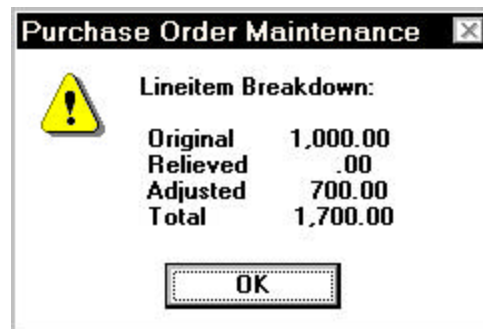 Purchase Order Maintenance
Lineitem Breakdown:
Original 1,000.00
Relieved .00
Adjusted 700.00
Total 1,700.00
OK